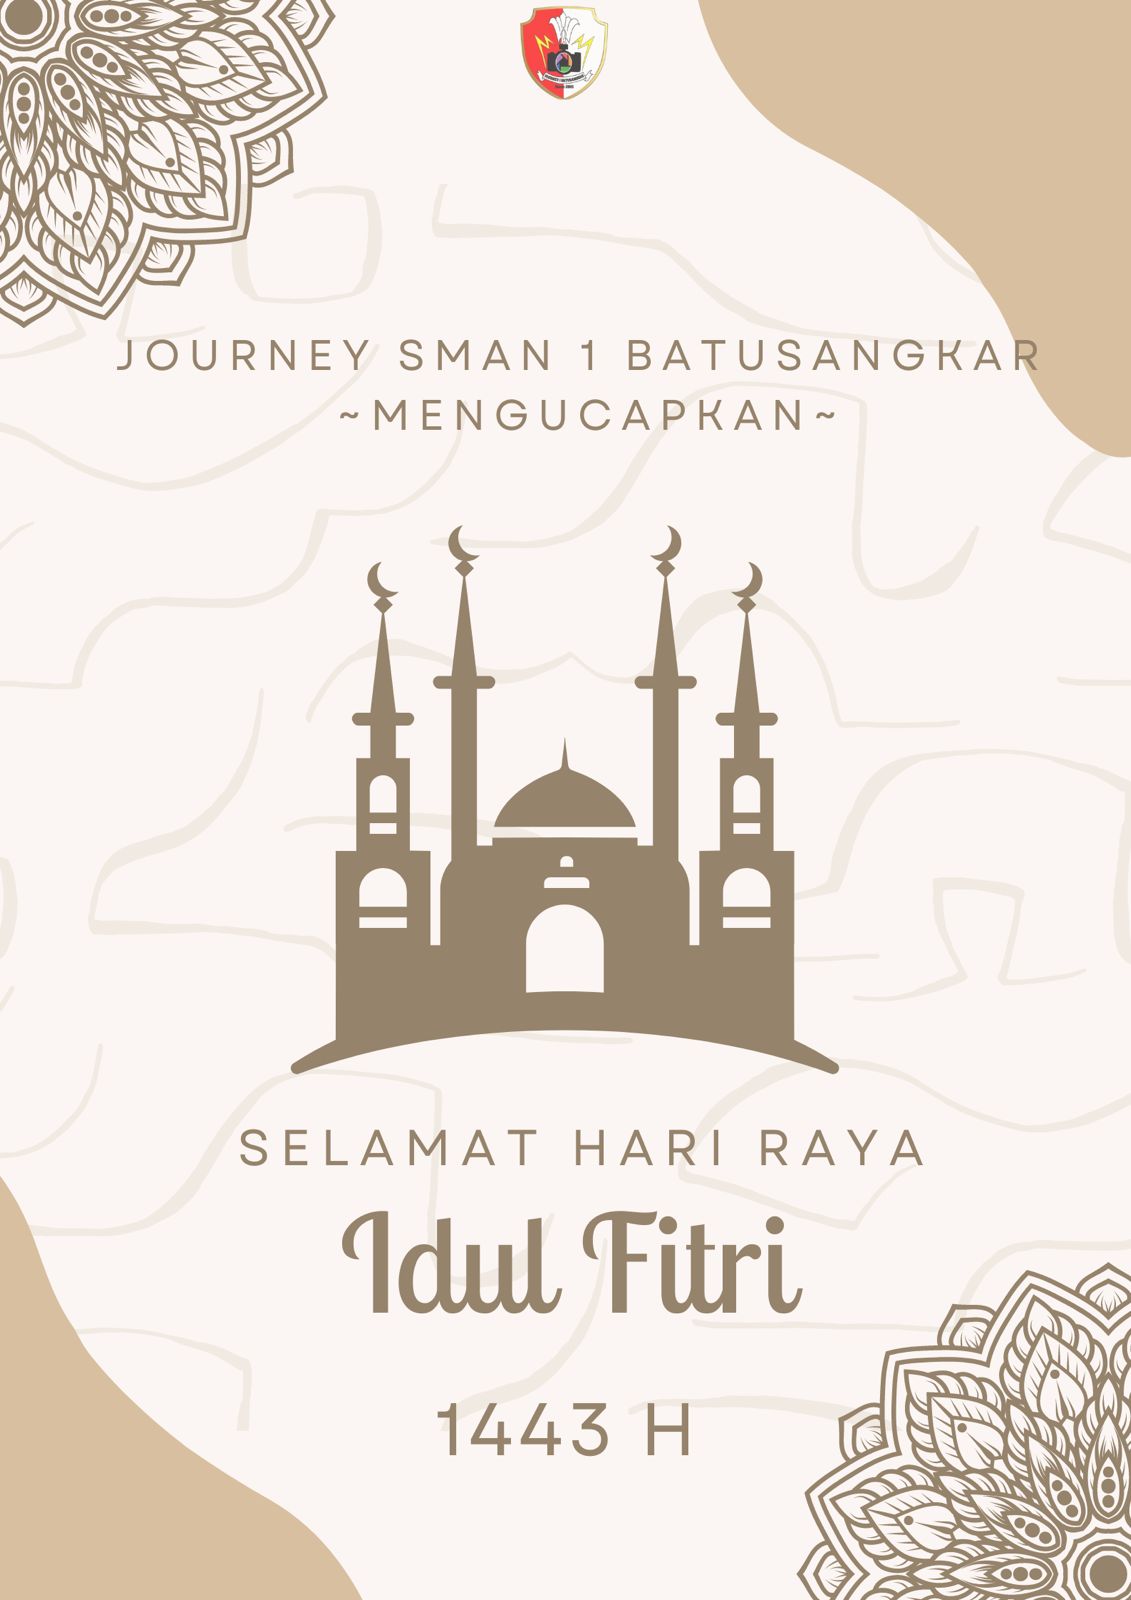 JOURNEY SMAN 1 BATUSANGKAR
~MENGUCAPKAN~
SELAMAT HARI RAYA
Idul Fitri
1443 H